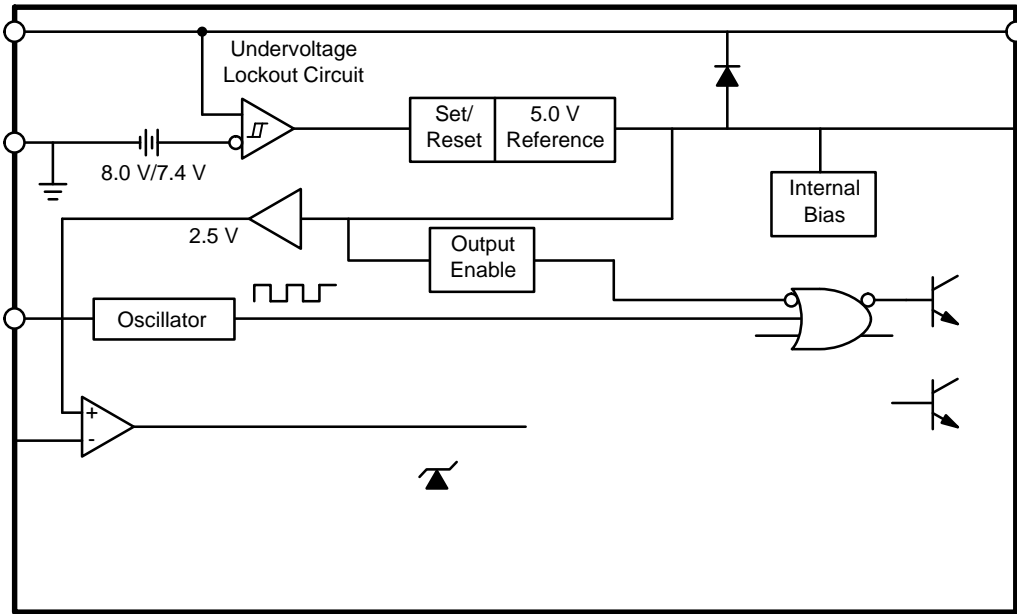 Undervoltage
Lockout Circuit
Set/
Reset
5.0 V
Reference
8.0 V/7.4 V
Internal
Bias
2.5 V
Output
Enable
Oscillator
+
-